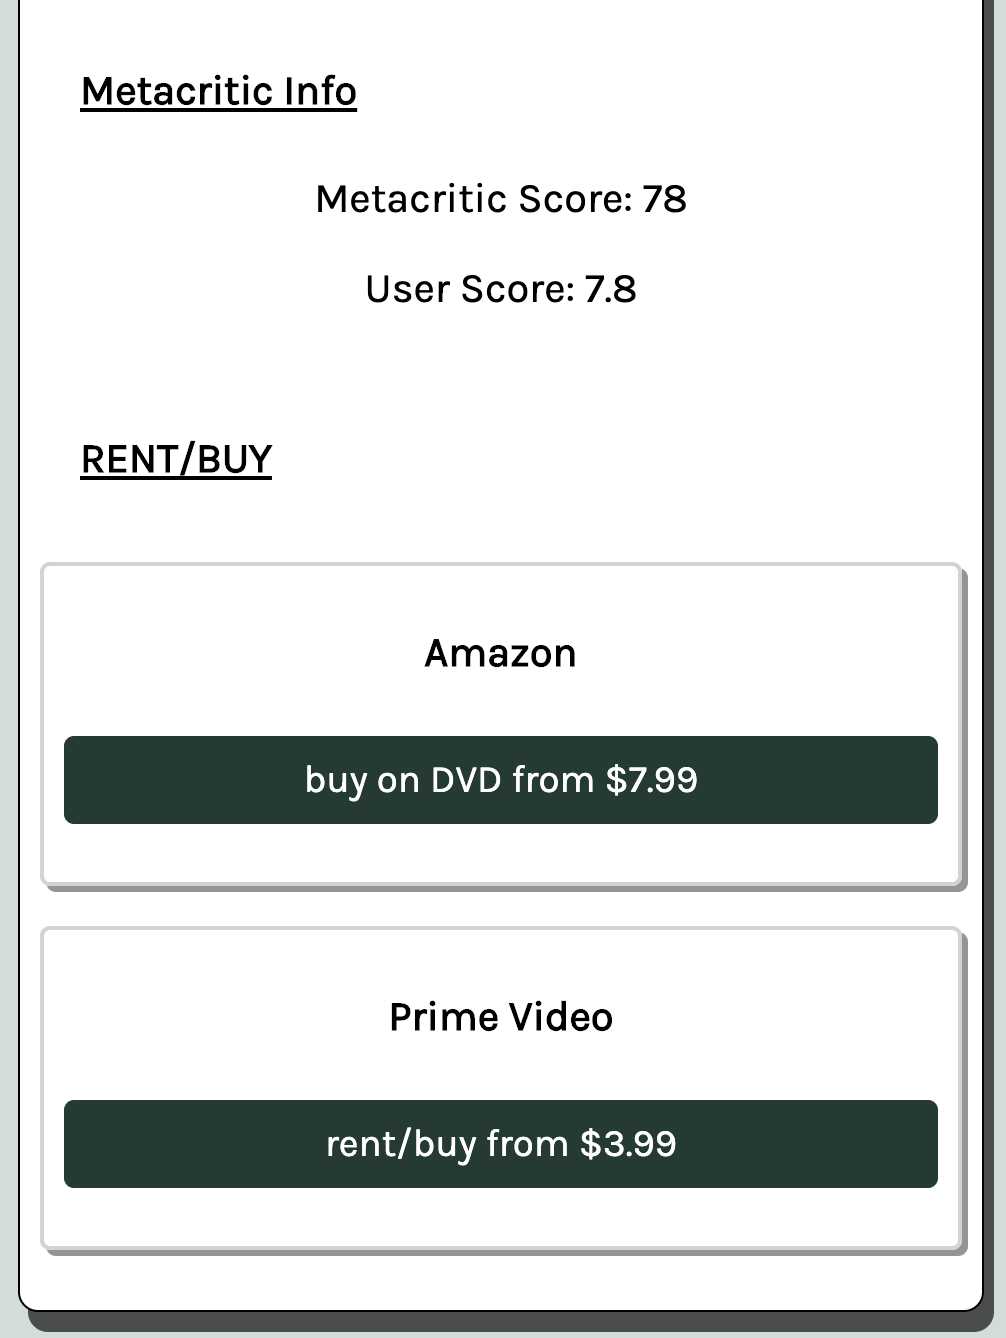 Metacritic Info
Metacritic Score: 78
User Score: 7.8
RENT/BUY
Amazon
buy on DVD from $7.99
Prime Video
rent/buy from $3.99